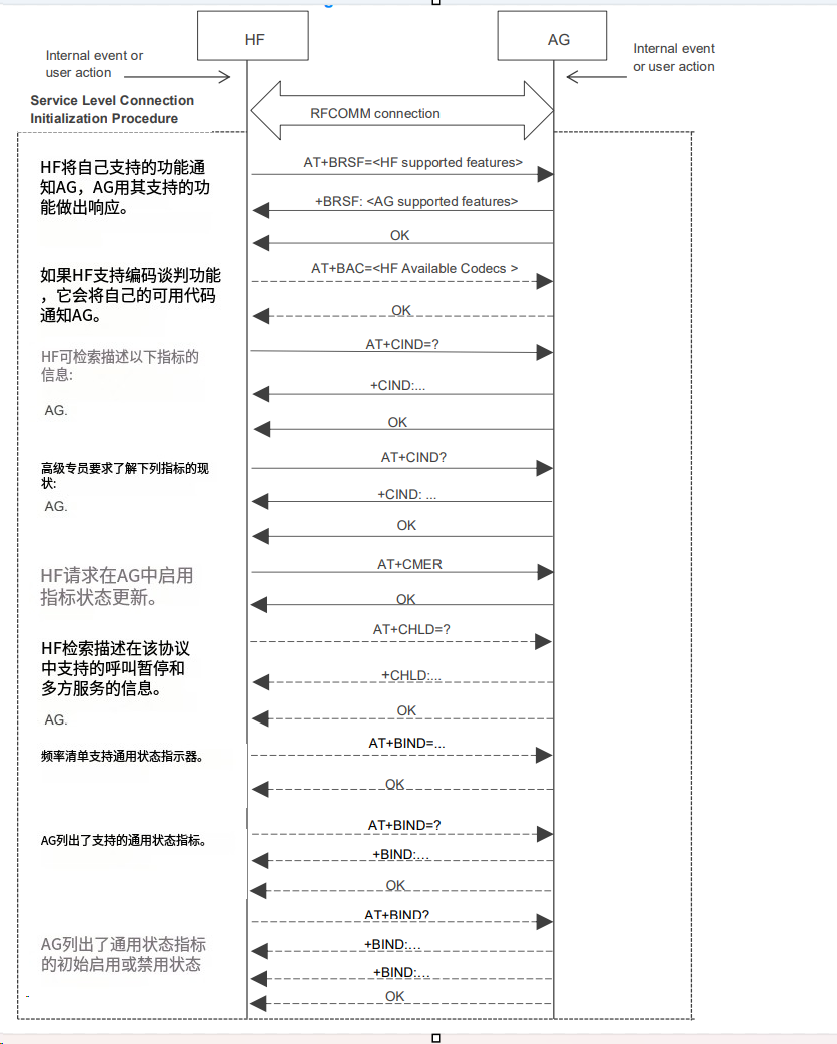 HF
AG
Internal event or
user action
Internal event
or user action
Service Level Connection
Initialization Procedure
RFCOMM connection
HF将自己支持的功能通
知AG，AG用其支持的功
能做出响应。
AT+BRSF=<HF supported features>
+BRSF: <AG supported features>
OK
如果HF支持编码谈判功能
，它会将自己的可用代码
通知AG。
AT+BAC=<HF Available Codecs >
OK
HF可检索描述以下指标的
信息:
AG.
AT+CIND=?
+CIND:...
OK
高级专员要求了解下列指标的现
状:
AG.
AT+CIND?
+CIND: ...
OK
HF请求在AG中启用
指标状态更新。
AT+CMER
OK
HF检索描述在该协议
中支持的呼叫暂停和
多方服务的信息。
AG.
AT+CHLD=?
+CHLD:...
OK
频率清单支持通用状态指示器。
AT+BIND=...
OK
AG列出了支持的通用状态指标。
AT+BIND=?
+BIND:...
OK
AG列出了通用状态指标
的初始启用或禁用状态
AT+BIND?
+BIND:...
+BIND:...
OK